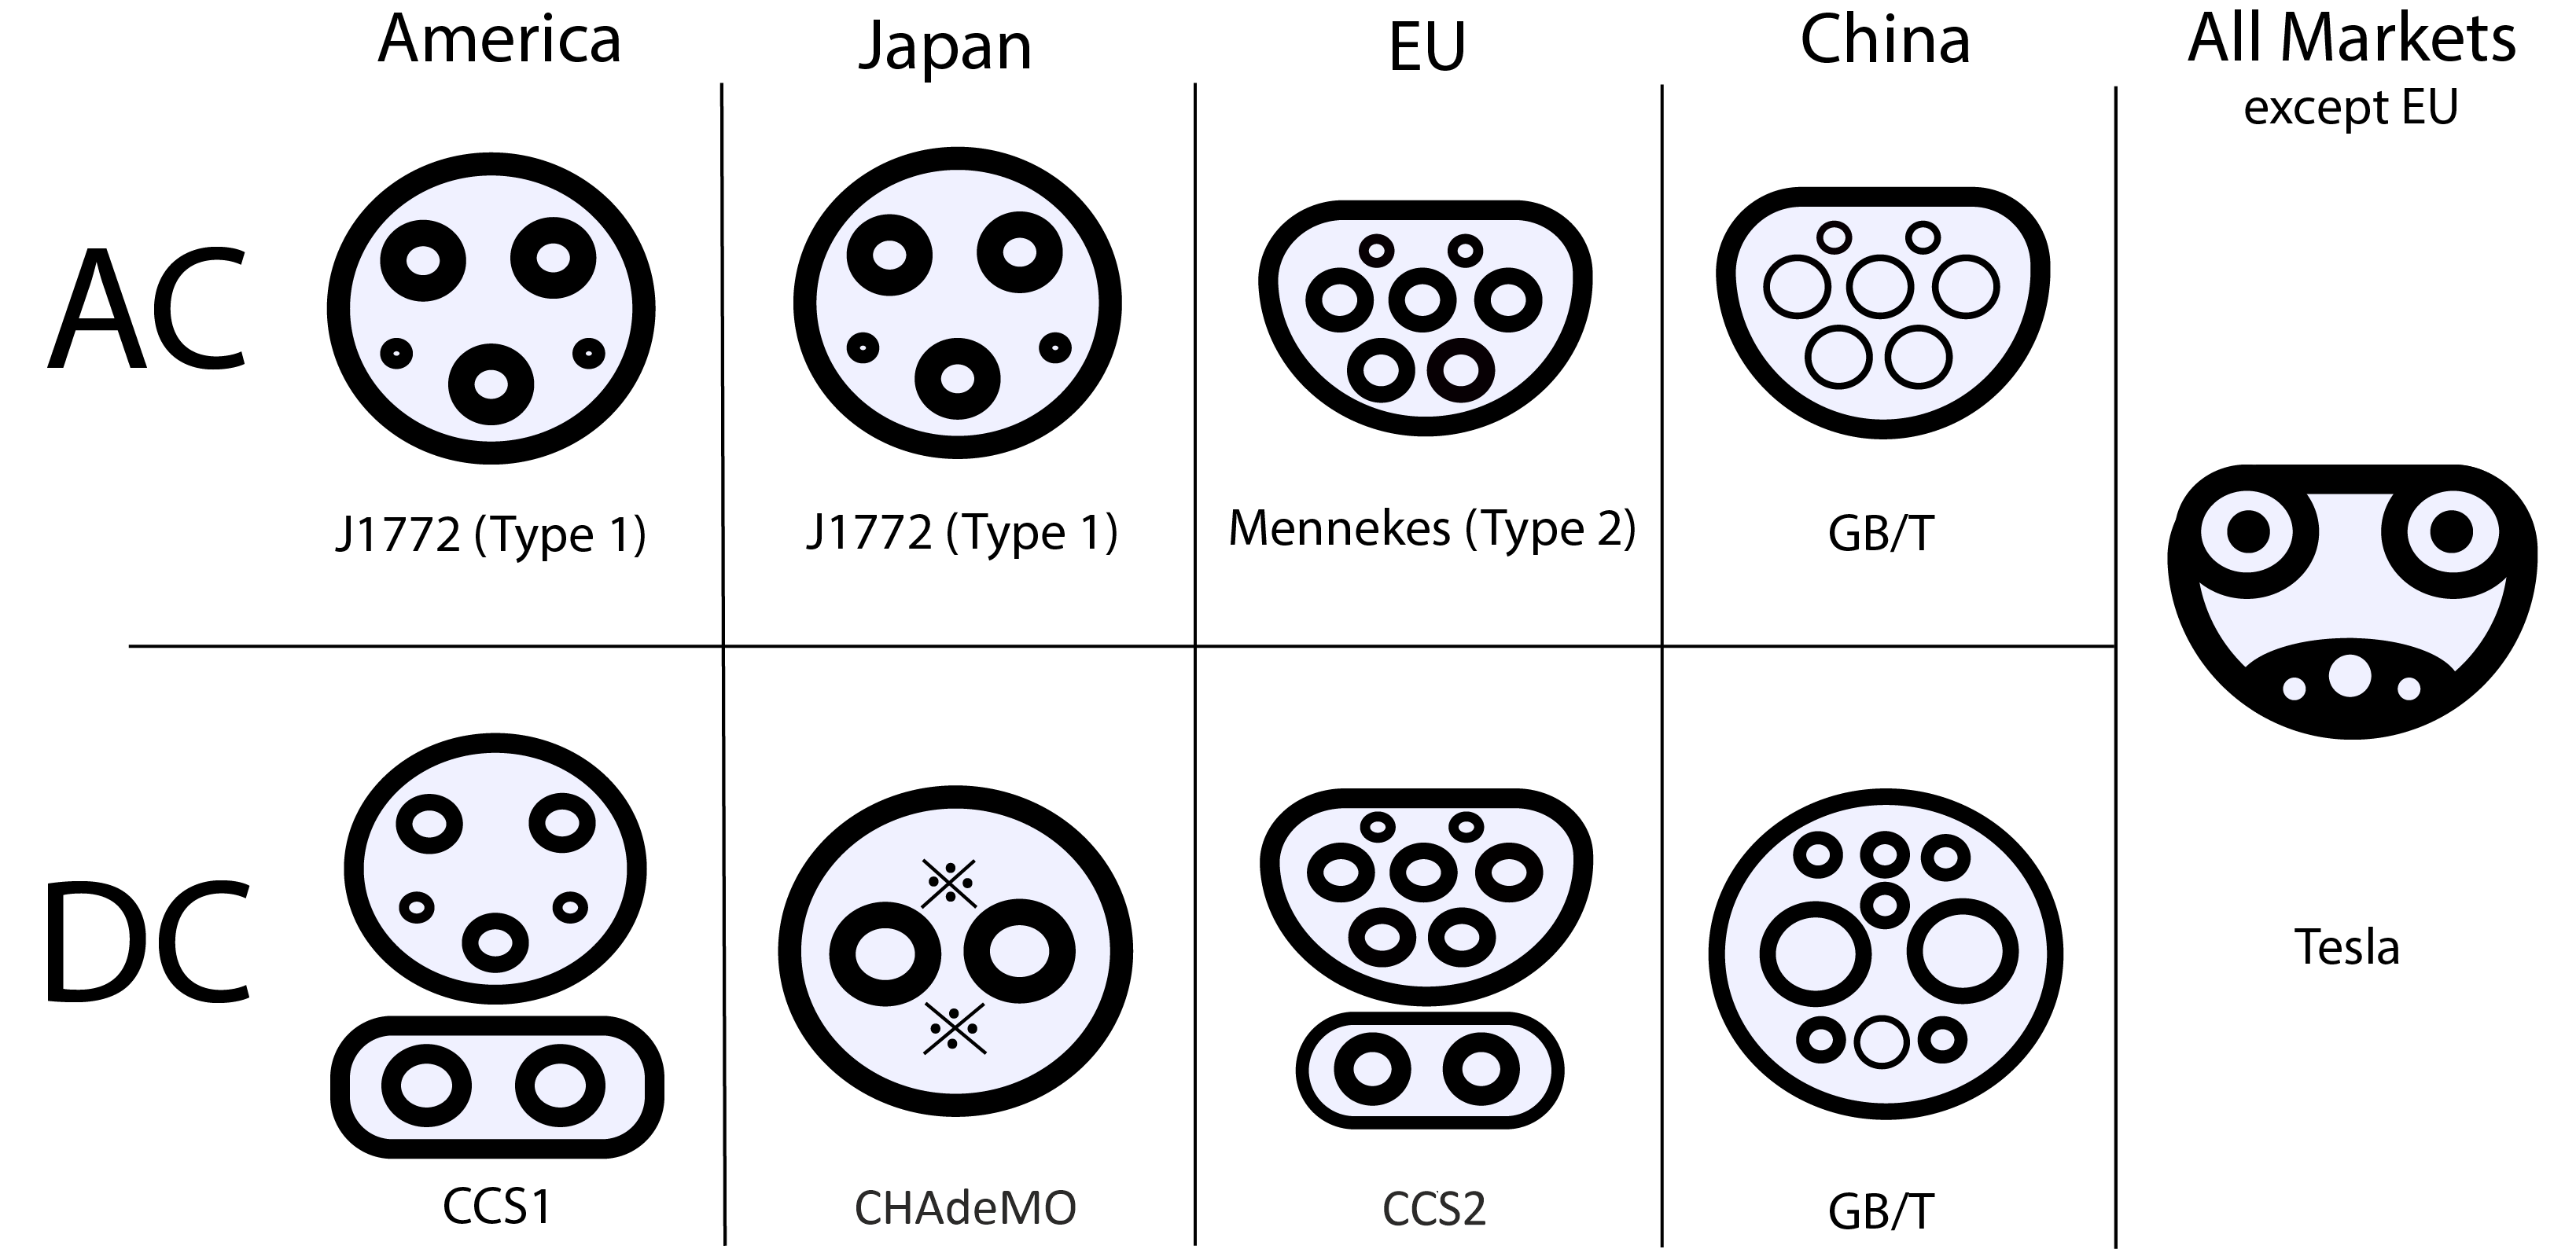 America
Japan
EU
China
All Markets
except EU
AC
J1772 (Type 1)
J1772 (Type 1)
Mennekes (Type 2)
GB/T
DC
Tesla
CCS1
CHAdeMO
CCS2
GB/T